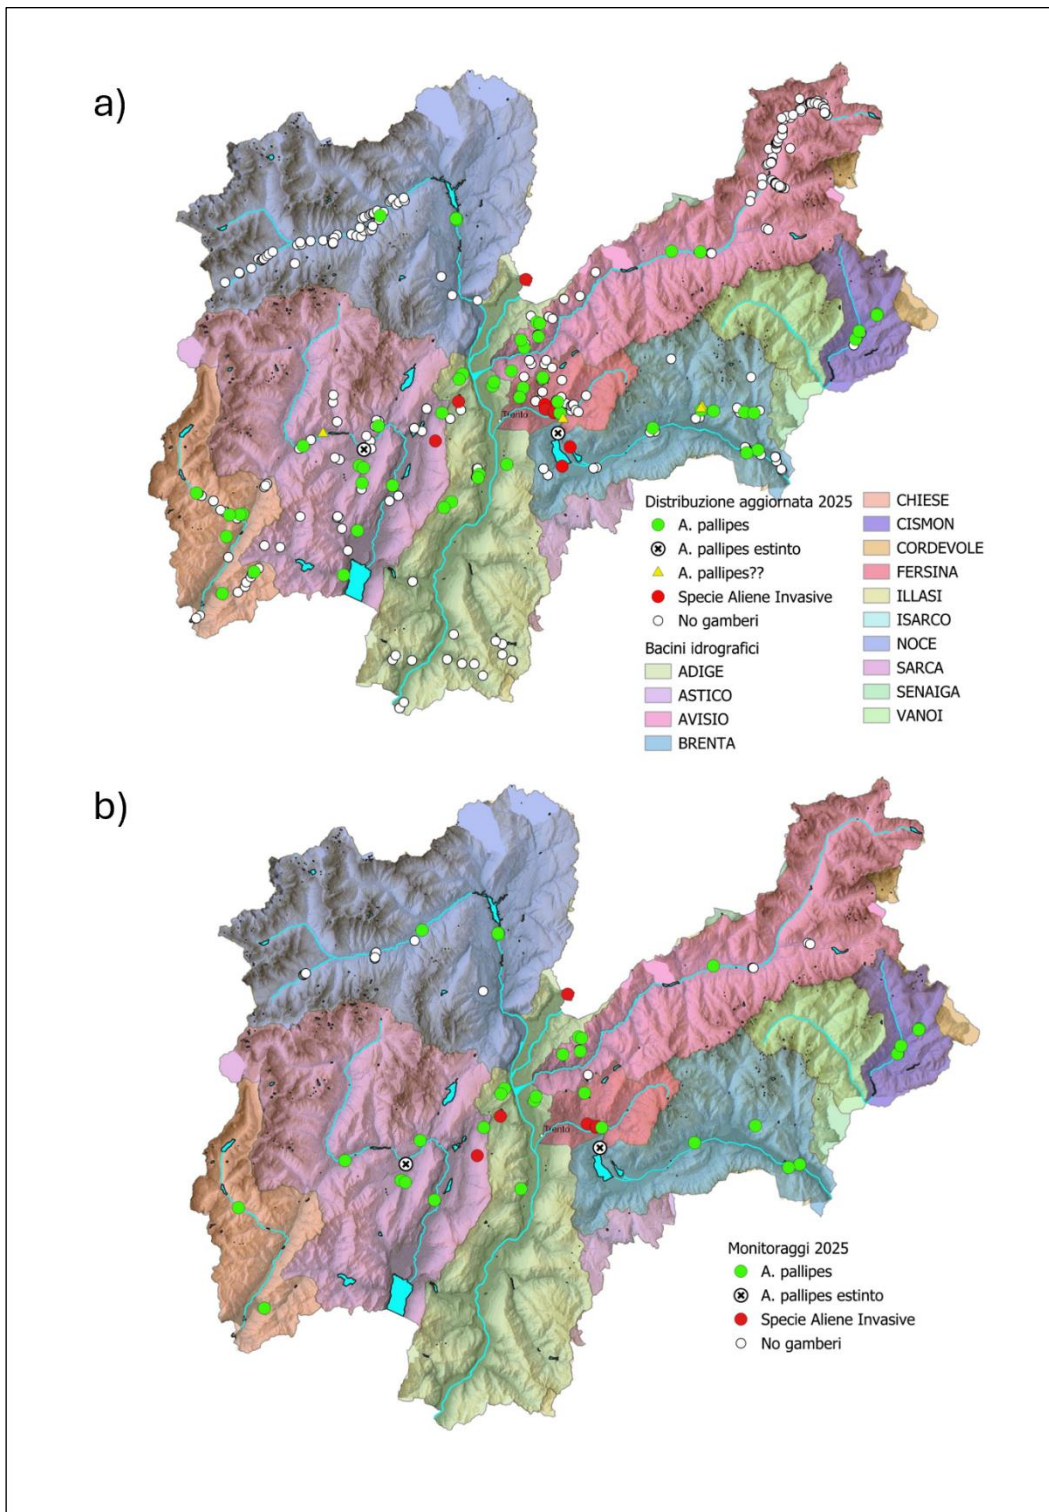 a)
Trento
Distribuzione aggiornata 2025
A. pallipes
A. pallipes estinto
A. pallipes??
Specie Aliene Invasive
No gamberi
Bacini idrografici
ADIGE
ASTICO
AVISIO
BRENTA
CHIESE
CISMON
CORDEVOLE
FERSINA
ILLASI
ISARCO
NOCE
SARCA
SENAIGA
VANOI
b)
Trento
Monitoraggi 2025
A. pallipes
A. pallipes estinto
Specie Aliene Invasive
No gamberi